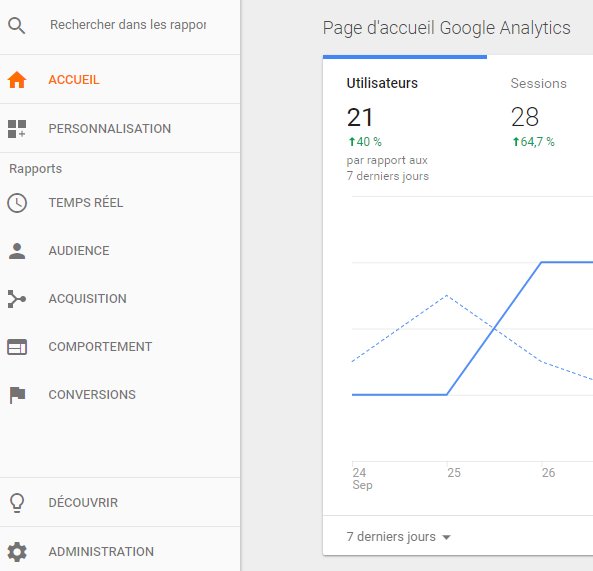 Rechercher dans les rappor
ACCUEIL
PERSONNALISATION
Rapports
TEMPS RÉEL
AUDIENCE
ACQUISITION
COMPORTEMENT
CONVERSIONS
DÉCOUVRIR
ADMINISTRATION
Page d'accueil Google Analytics
Utilisateurs
21
40 %
par rapport aux
7 derniers jours
Sessions
28
64,7 %
24
Sep
25
26
7 derniers jours